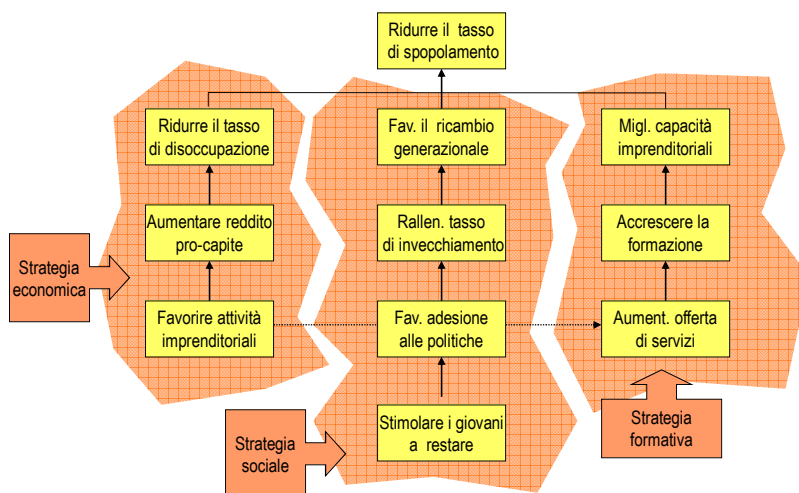 Ridurre il tasso
di spopolamento
Ridurre il tasso
di disoccupazione
Fav. il ricambio
generazionale
Migl. capacità
imprenditoriali
Aumentare reddito
pro-capite
Rallen. tasso
di invecchiamento
Accrescere la
formazione
Strategia
economica
Favorire attività
imprenditoriali
Fav. adesione
alle politiche
Aument. offerta
di servizi
Stimolare i giovani
a restare
Strategia
sociale
Strategia
formativa